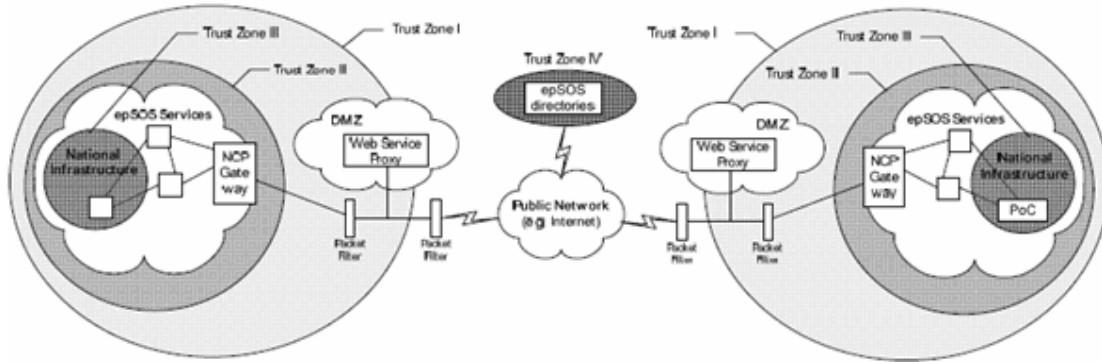 Trust Zone III
Trust Zone I
Trust Zone II
epSOS Services
National
Infrastructure
NCP
Gate
way
DMZ
Web Service
Proxy
Packet
Filter
Packet
Filter
Trust Zone IV
epSOS
directories
Public Network
(e.g. Internet)
Trust Zone I
Trust Zone III
Trust Zone II
DMZ
Web Service
Proxy
Packet
Filter
Packet
Filter
epSOS Services
NCP
Gate
way
National
Infrastructure
PoC